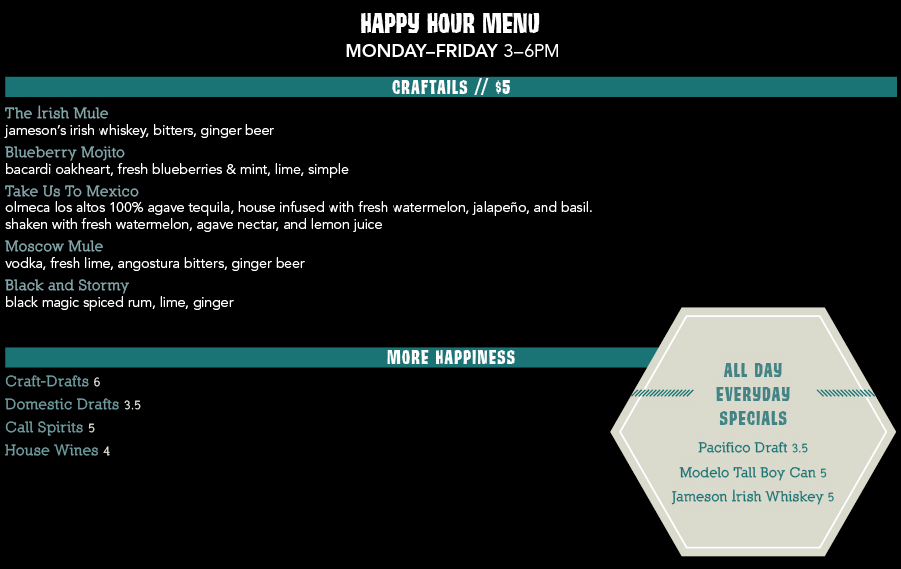 HAPPY HOUR MENU
MONDAY–FRIDAY 3–6PM
CRAFTAILS // $5
The Irish Mule
jameson's irish whiskey, bitters, ginger beer
Blueberry Mojito
bacardi oakheart, fresh blueberries & mint, lime, simple
Take Us To Mexico
olmeca los altos 100% agave tequila, house infused with fresh watermelon, jalapeño, and basil.
shaken with fresh watermelon, agave nectar, and lemon juice
Moscow Mule
vodka, fresh lime, angostura bitters, ginger beer
Black and Stormy
black magic spiced rum, lime, ginger
MORE HAPPINESS
Craft-Drafts 6
Domestic Drafts 3.5
Call Spirits 5
House Wines 4
ALL DAY
EVERYDAY
SPECIALS
Pacifico Draft 3.5
Modelo Tall Boy Can 5
Jameson Irish Whiskey 5